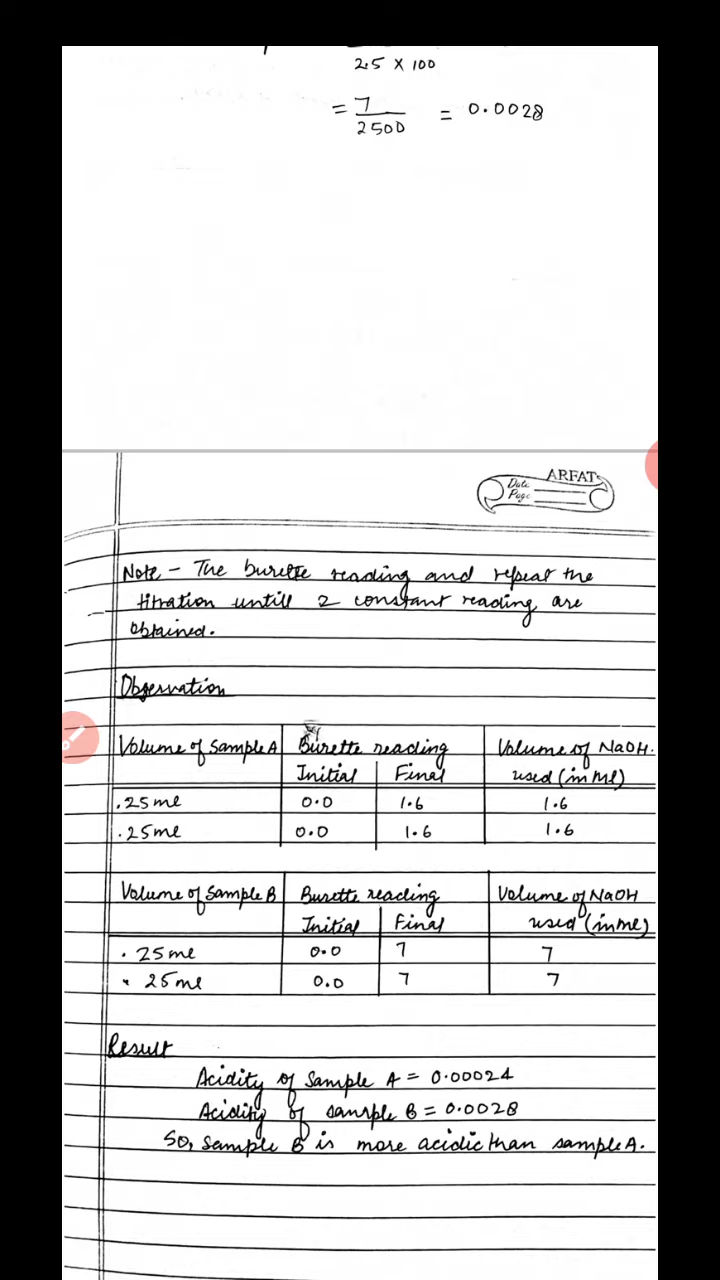 2.5 X 100
= 7
2500
= 0.0028
ARFAT
Date
Page
Note - The burette reading and repeat the
titration untill 2 constant reading are
obtained.
Observation
Volume of Sample A Burette reading Volume of NaOH.
Initial Final used (in ml)
.25ml 0.0 1.6 1.6
.25ml 0.0 1.6 1.6
Volume of Sample B Burette reading Volume of NaOH
Initial Final used (in ml)
. 25ml 0.0 7 7
. 25ml 0.0 7 7
Result
Acidity of Sample A = 0.00024
Acidity of sample B = 0.0028
So, Sample B is more acidic than sample A.